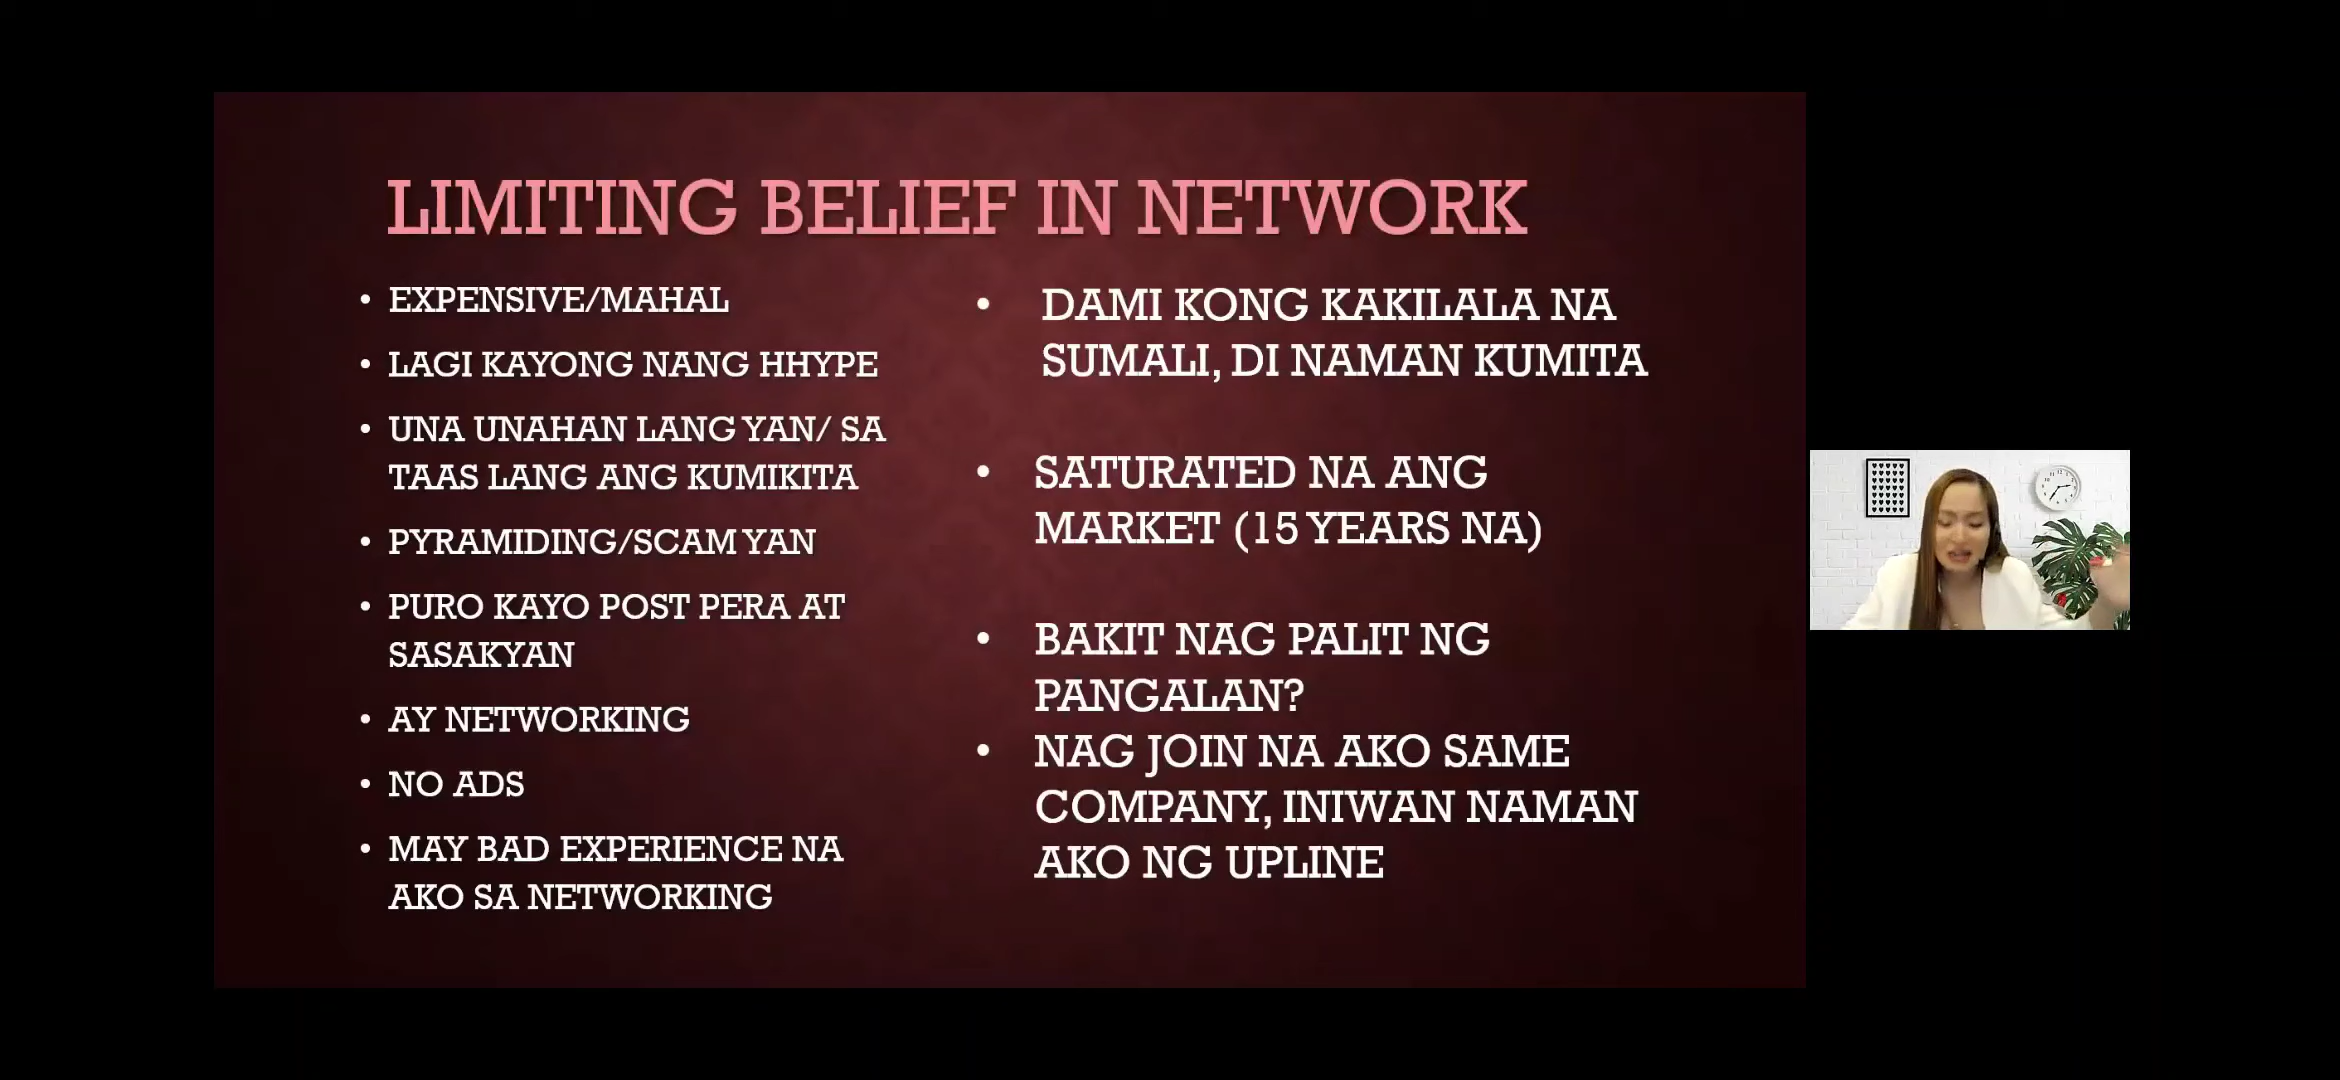 LIMITING BELIEF IN NETWORK
• EXPENSIVE/MAHAL
• LAGI KAYONG NANG HHYPE
• UNA UNAHAN LANG YAN/ SA
TAAS LANG ANG KUMIKITA
• PYRAMIDING/SCAM YAN
• PURO KAYO POST PERA AT
SASAKYAN
• AY NETWORKING
• NO ADS
• MAY BAD EXPERIENCE NA
AKO SA NETWORKING
• DAMI KONG KAKILALA NA
SUMALI, DI NAMAN KUMITA
• SATURATED NA ANG
MARKET (15 YEARS NA)
• BAKIT NAG PALIT NG
PANGALAN?
• NAG JOIN NA AKO SAME
COMPANY, INIWAN NAMAN
AKO NG UPLINE